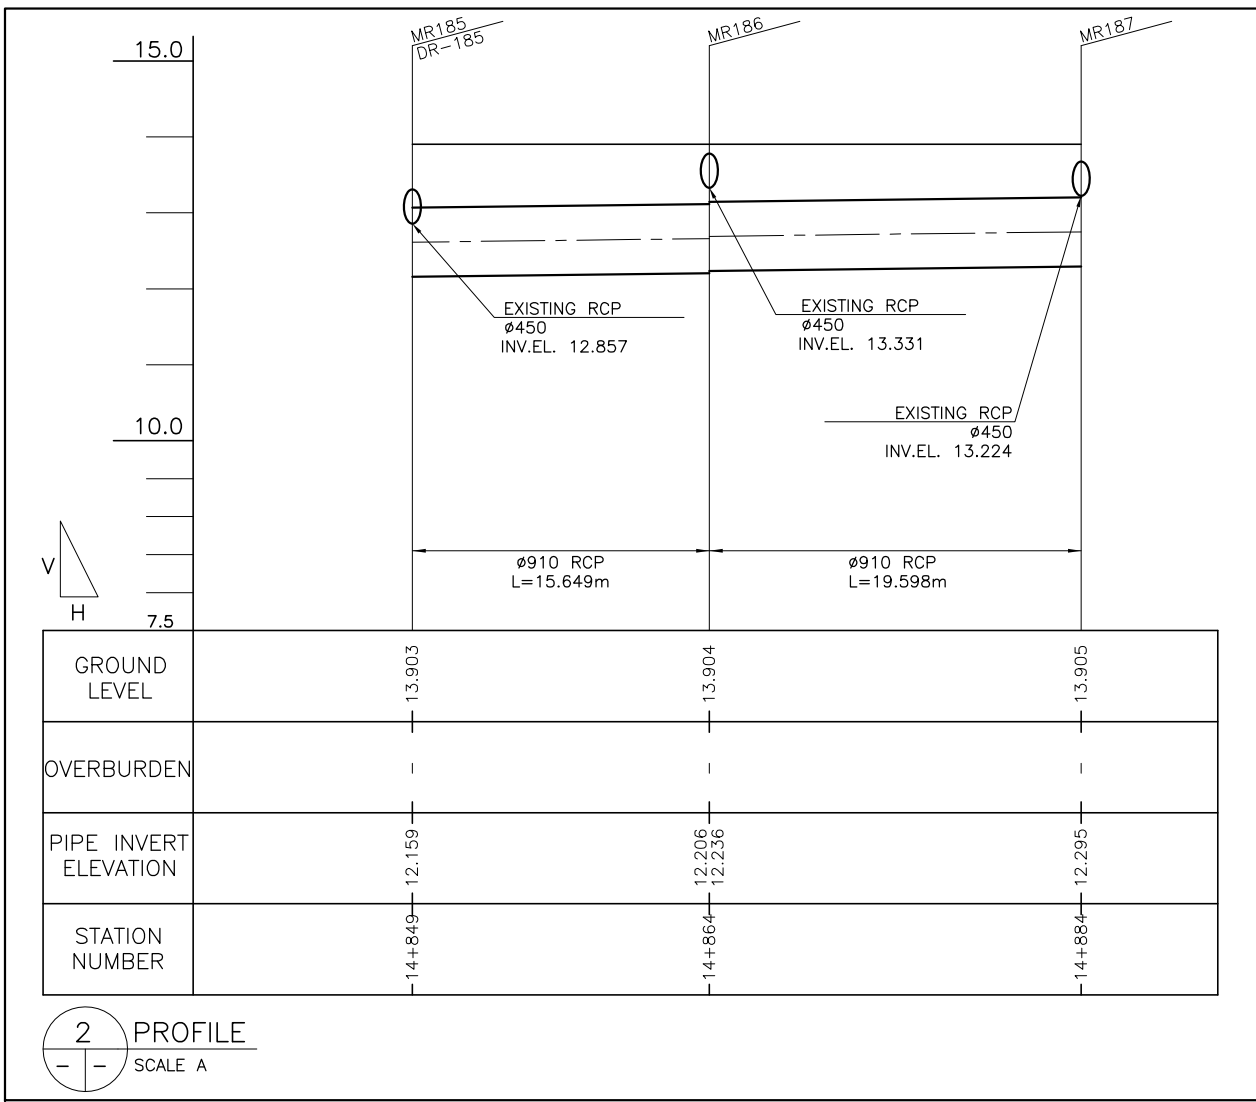 MR185
DR-185
MR186
MR187
15.0
EXISTING RCP
ø450
INV.EL. 12.857
EXISTING RCP
ø450
INV.EL. 13.331
EXISTING RCP
ø450
INV.EL. 13.224
10.0
V
H
7.5
ø910 RCP
L=15.649m
ø910 RCP
L=19.598m
GROUND
LEVEL
13.903
13.904
13.905
OVERBURDEN
-
-
-
PIPE INVERT
ELEVATION
12.159
12.206
12.236
12.295
STATION
NUMBER
14+849
14+864
14+884
2
-
-
PROFILE
SCALE A